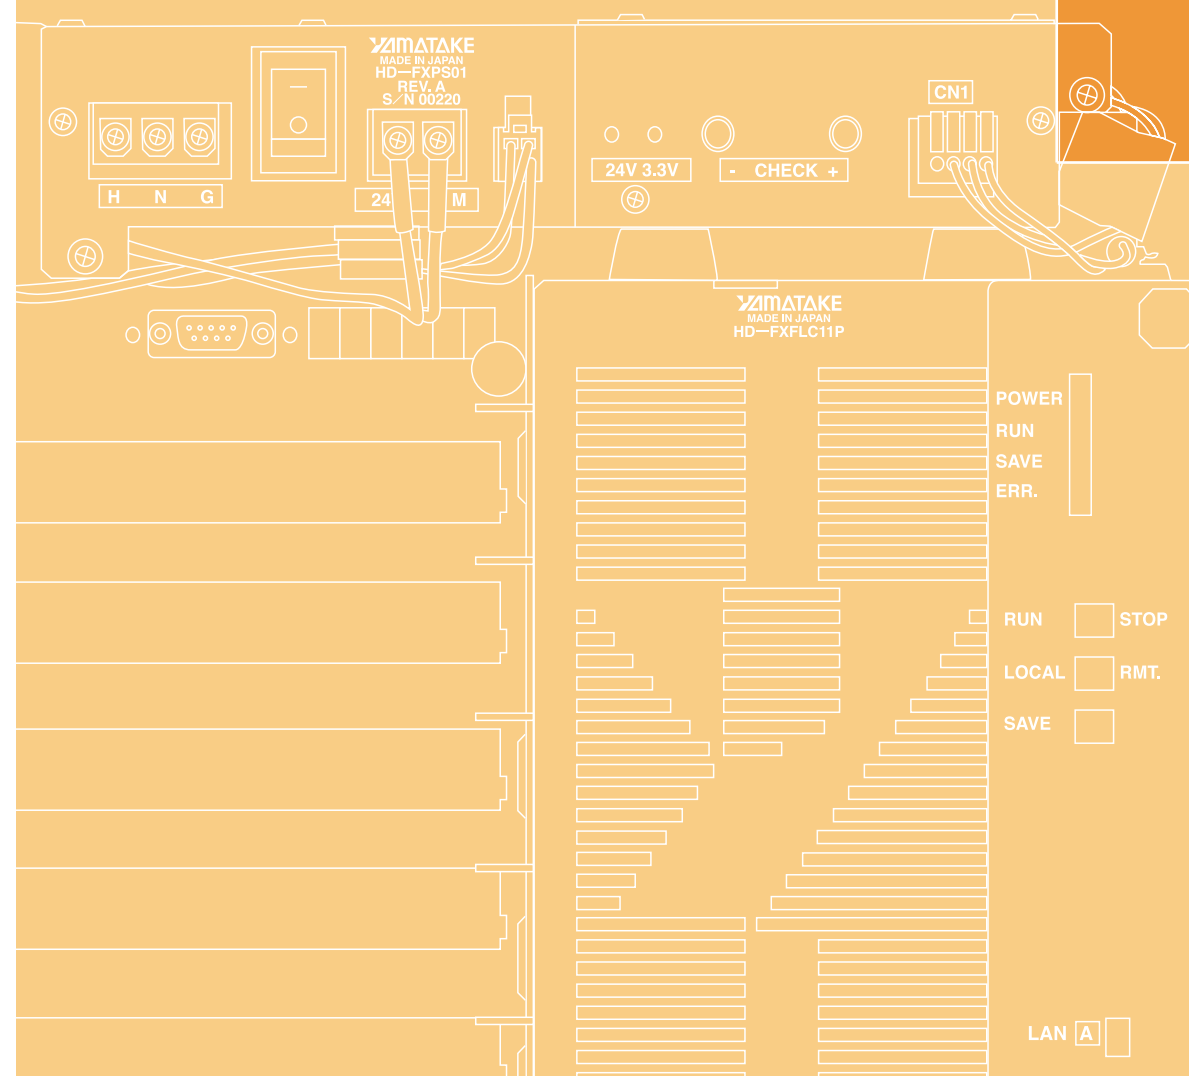 YAMATAKE
MADE IN JAPAN
HD-FXPS01
REV. A
S/N 00220
H N G
24 M
24V 3.3V
- CHECK +
CN1
YAMATAKE
MADE IN JAPAN
HD-FXFLC11P
POWER
RUN
SAVE
ERR.
RUN STOP
LOCAL RMT.
SAVE
LAN A